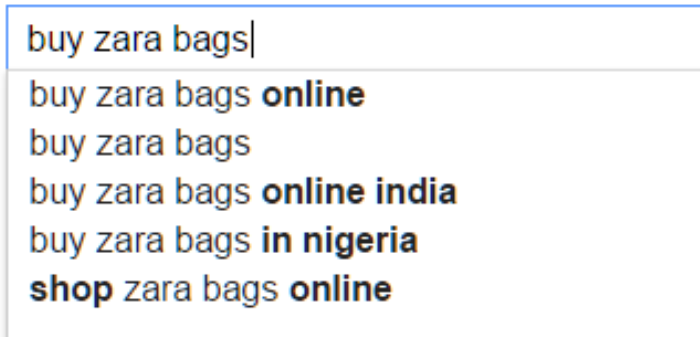 buy zara bags
buy zara bags online
buy zara bags
buy zara bags online india
buy zara bags in nigeria
shop zara bags online